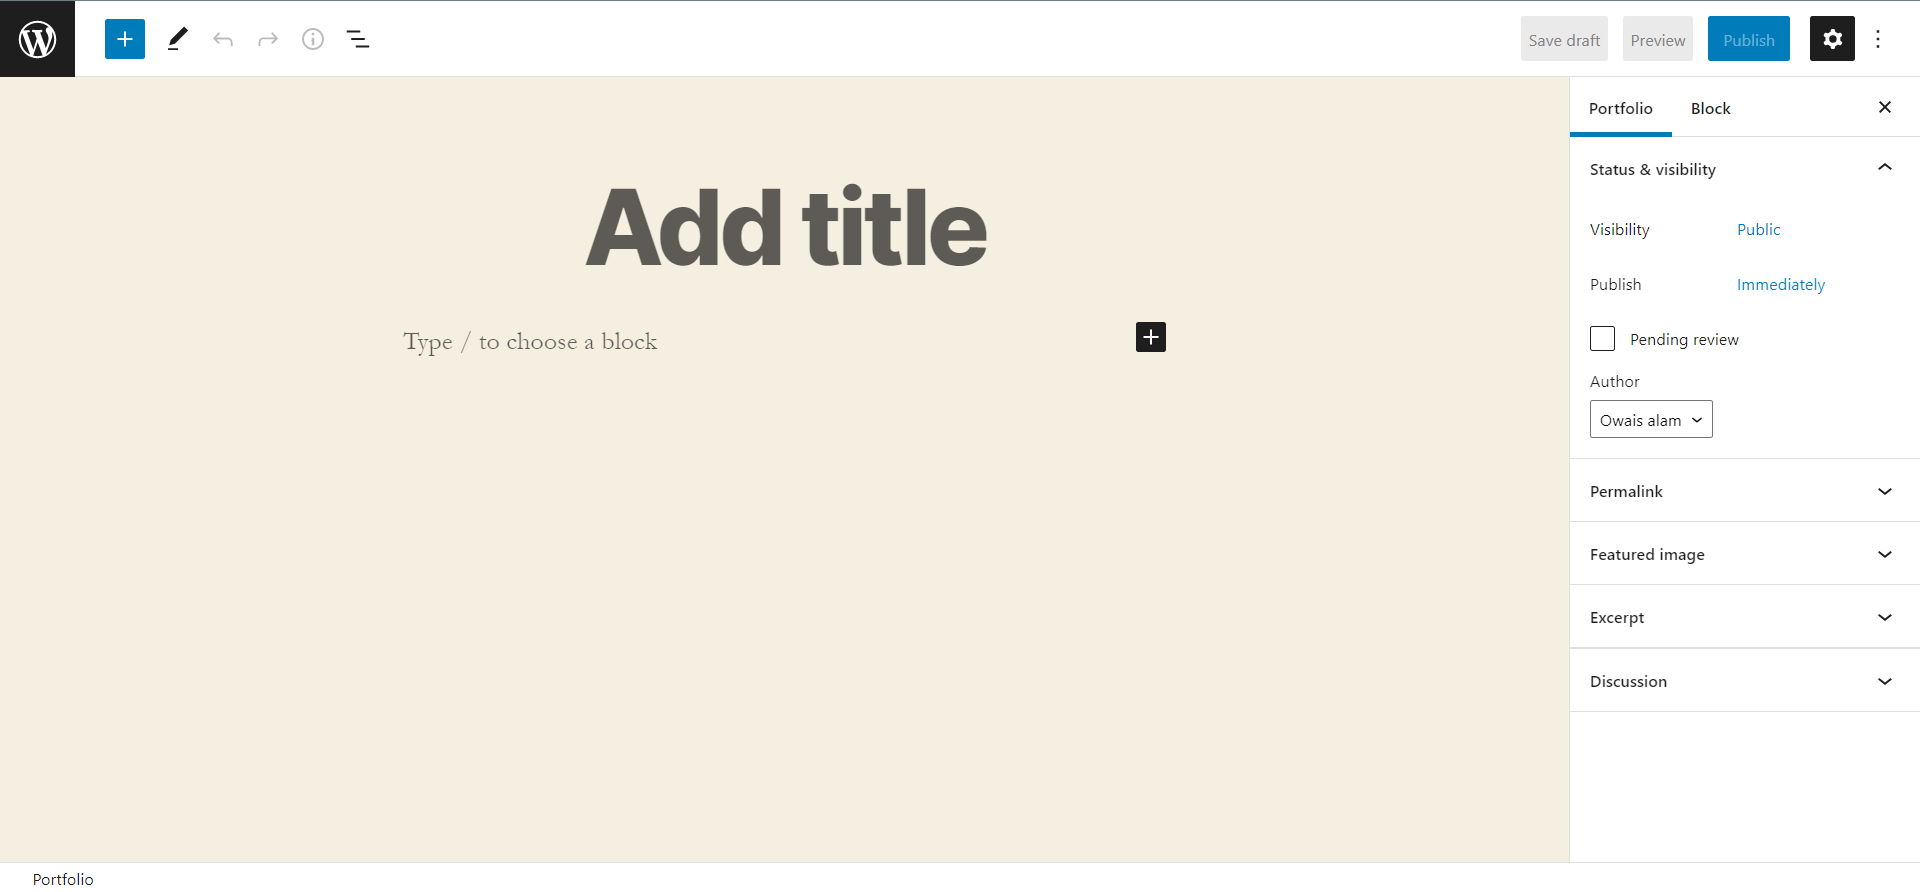 Save draft
Preview
Publish
Portfolio Block
Add title
Type / to choose a block
Status & visibility
Visibility Public
Publish Immediately
Pending review
Author
Owais alam
Permalink
Featured image
Excerpt
Discussion
Portfolio